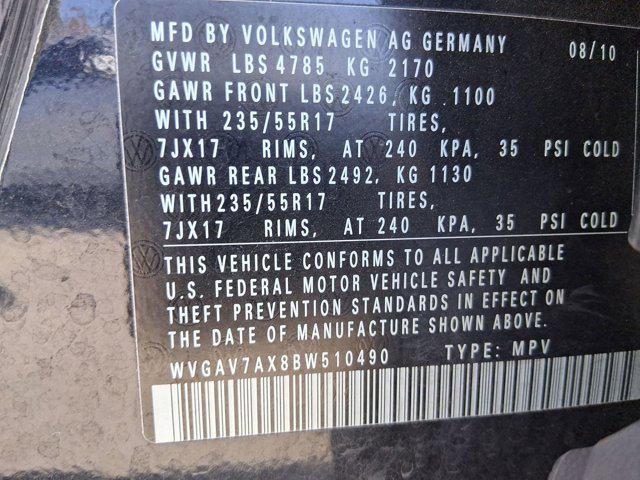 MFD BY VOLKSWAGEN AG GERMANY 08/10
GVWR LBS 4785 KG 2170
GAWR FRONT LBS 2426, KG 1100
WITH 235/55R17 TIRES,
7JX17 RIMS, AT 240 KPA, 35 PSI COLD
GAWR REAR LBS 2492, KG 1130
WITH 235/55R17 TIRES,
7JX17 RIMS, AT 240 KPA, 35 PSI COLD
THIS VEHICLE CONFORMS TO ALL APPLICABLE
U.S. FEDERAL MOTOR VEHICLE SAFETY AND
THEFT PREVENTION STANDARDS IN EFFECT ON
THE DATE OF MANUFACTURE SHOWN ABOVE.
WVGAV7AX8BW510490 TYPE: MPV